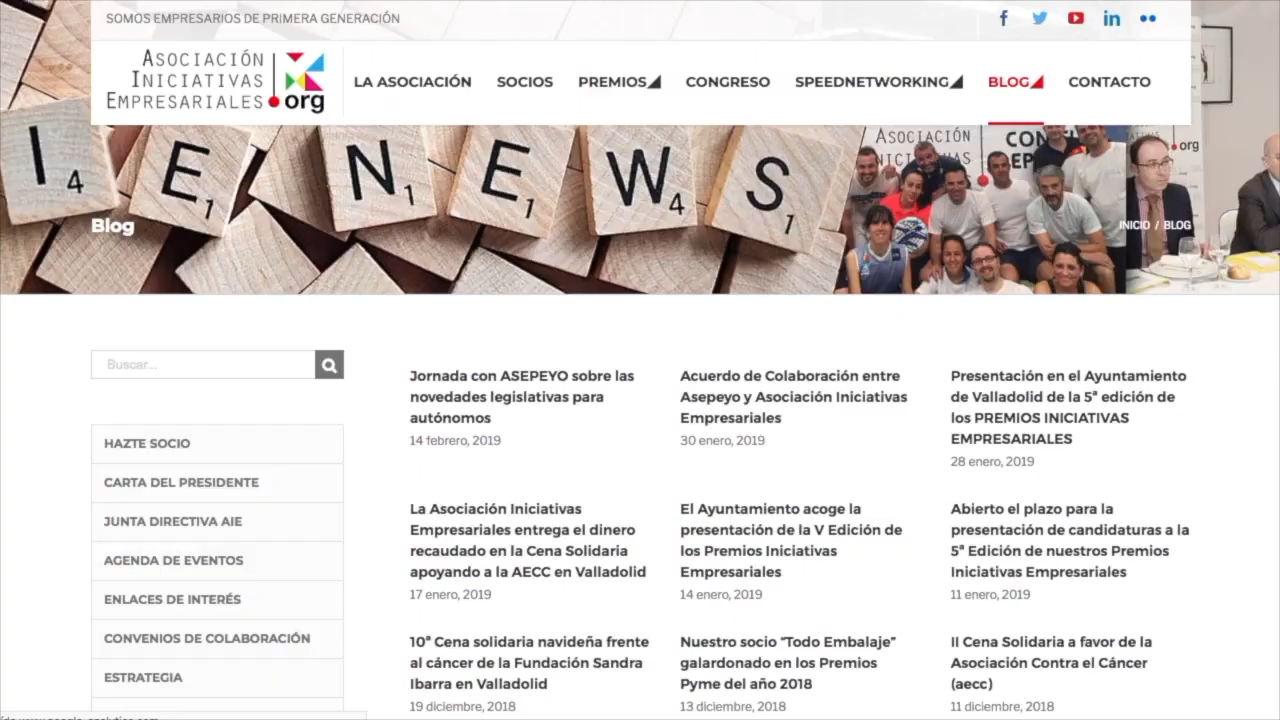 SOMOS EMPRESARIOS DE PRIMERA GENERACIÓN
ASOCIACIÓN
INICIATIVAS
EMPRESARIALES
.org
LA ASOCIACIÓN
SOCIOS
PREMIOS
CONGRESO
SPEEDNETWORKING
BLOG
CONTACTO
I4 E1 N1 E1 W4 S1
ASOCIACIÓN
.org
Blog
INICIO / BLOG
Buscar...
HAZTE SOCIO
CARTA DEL PRESIDENTE
JUNTA DIRECTIVA AIE
AGENDA DE EVENTOS
ENLACES DE INTERÉS
CONVENIOS DE COLABORACIÓN
ESTRATEGIA
Jornada con ASEPEYO sobre las
novedades legislativas para
autónomos
14 febrero, 2019
Acuerdo de Colaboración entre
Asepeyo y Asociación Iniciativas
Empresariales
30 enero, 2019
Presentación en el Ayuntamiento
de Valladolid de la 5ª edición de
los PREMIOS INICIATIVAS
EMPRESARIALES
28 enero, 2019
La Asociación Iniciativas
Empresariales entrega el dinero
recaudado en la Cena Solidaria
apoyando a la AECC en Valladolid
17 enero, 2019
El Ayuntamiento acoge la
presentación de la V Edición de
los Premios Iniciativas
Empresariales
14 enero, 2019
Abierto el plazo para la
presentación de candidaturas a la
5ª Edición de nuestros Premios
Iniciativas Empresariales
11 enero, 2019
10ª Cena solidaria navideña frente
al cáncer de la Fundación Sandra
Ibarra en Valladolid
19 diciembre, 2018
Nuestro socio “Todo Embalaje”
galardonado en los Premios
Pyme del año 2018
13 diciembre, 2018
II Cena Solidaria a favor de la
Asociación Contra el Cáncer
(aecc)
11 diciembre, 2018